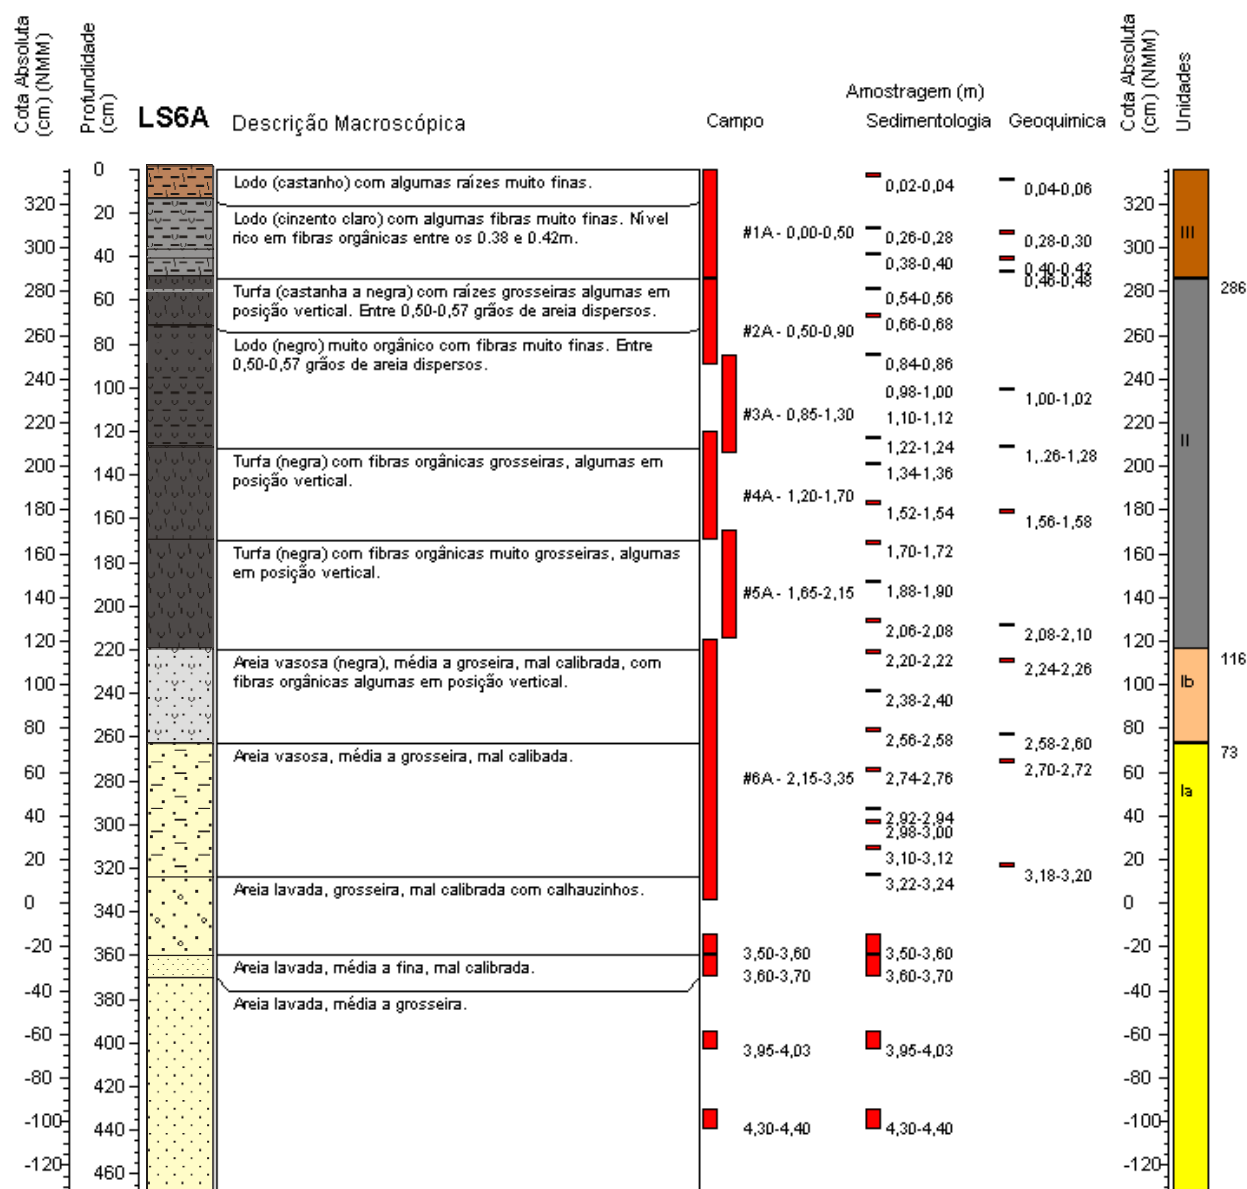 Cota Absoluta
(cm) (NMM)
Profundidade
(cm)
LS6A
Descrição Macroscópica
Amostragem (m)
Campo
Sedimentologia
Geoquimica
Cota Absoluta
(cm) (NMM)
Unidades
320
300
280
260
240
220
200
180
160
140
120
100
80
60
40
20
0
-20
-40
-60
-80
-100
-120
0
20
40
60
80
100
120
140
160
180
200
220
240
260
280
300
320
340
360
380
400
420
440
460
Lodo (castanho) com algumas raízes muito finas.
Lodo (cinzento claro) com algumas fibras muito finas. Nível
rico em fibras orgânicas entre os 0.38 e 0.42m.
Turfa (castanha a negra) com raízes grosseiras algumas em
posição vertical. Entre 0,50-0,57 grãos de areia dispersos.
Lodo (negro) muito orgânico com fibras muito finas. Entre
0,50-0,57 grãos de areia dispersos.
Turfa (negra) com fibras orgânicas grosseiras, algumas em
posição vertical.
Turfa (negra) com fibras orgânicas muito grosseiras, algumas
em posição vertical.
Areia vasosa (negra), média a groseira, mal calibrada, com
fibras orgânicas algumas em posição vertical.
Areia vasosa, média a grosseira, mal calibada.
Areia lavada, grosseira, mal calibrada com calhauzinhos.
Areia lavada, média a fina, mal calibrada.
Areia lavada, média a grosseira.
#1A - 0,00-0,50
#2A - 0,50-0,90
#3A - 0,85-1,30
#4A - 1,20-1,70
#5A - 1,65-2,15
#6A - 2,15-3,35
3,50-3,60
3,60-3,70
3,95-4,03
4,30-4,40
0,02-0,04
0,26-0,28
0,38-0,40
0,54-0,56
0,66-0,68
0,84-0,86
0,98-1,00
1,10-1,12
1,22-1,24
1,34-1,36
1,52-1,54
1,70-1,72
1,88-1,90
2,06-2,08
2,20-2,22
2,38-2,40
2,56-2,58
2,74-2,76
2,92-2,94
2,98-3,00
3,10-3,12
3,22-3,24
3,50-3,60
3,60-3,70
3,95-4,03
4,30-4,40
0,04-0,06
0,28-0,30
0,40-0,42
0,46-0,48
1,00-1,02
1,.26-1,28
1,56-1,58
2,08-2,10
2,24-2,26
2,58-2,60
2,70-2,72
3,18-3,20
320
300
280
260
240
220
200
180
160
140
120
100
80
60
40
20
0
-20
-40
-60
-80
-100
-120
III
II
Ib
Ia
286
116
73